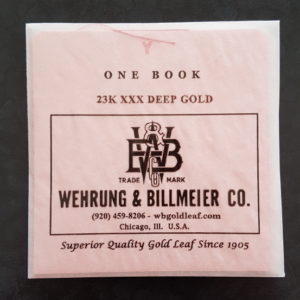 ONE BOOK
23K XXX DEEP GOLD
WB
TRADE MARK
WEHRUNG & BILLMEIER CO.
(920) 459-8206 - wbgoldleaf.com
Chicago, Ill. U.S.A.
Superior Quality Gold Leaf Since 1905